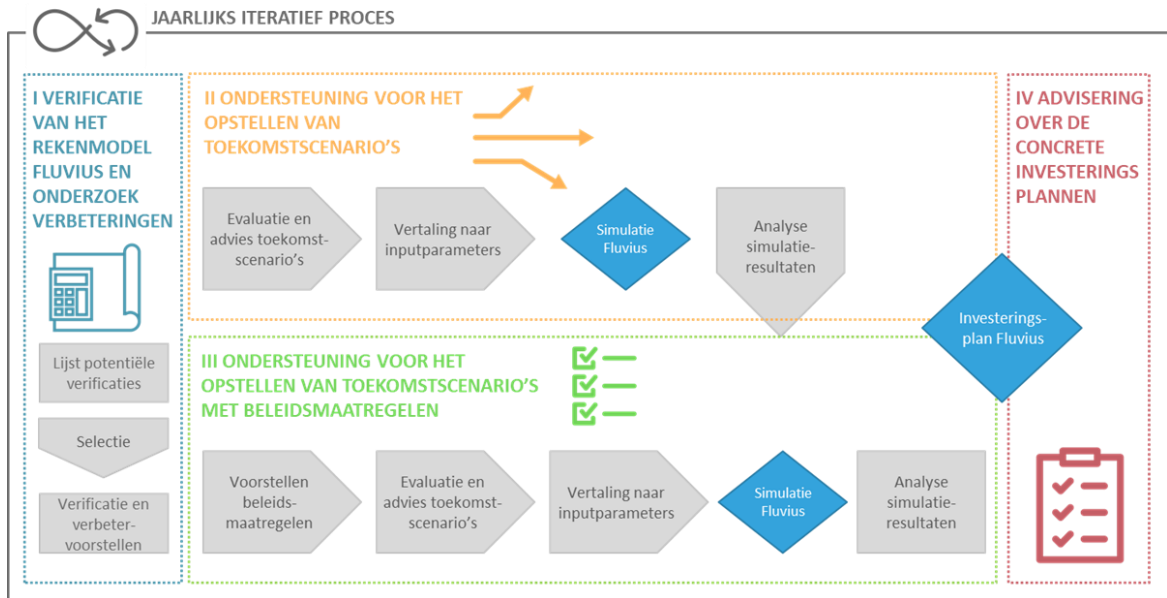 JAARLIJKS ITERATIEF PROCES
I VERIFICATIE
VAN HET
REKENMODEL
FLUVIUS EN
ONDERZOEK
VERBETERINGEN
Lijst potentiële
verificaties
Selectie
Verificatie en
verbeter-
voorstellen
II ONDERSTEUNING VOOR HET
OPSTELLEN VAN
TOEKOMSTSCENARIO'S
Evaluatie en
advies toekomst-
scenario's
Vertaling naar
inputparameters
Simulatie
Fluvius
Analyse
simulatie-
resultaten
III ONDERSTEUNING VOOR HET
OPSTELLEN VAN TOEKOMSTSCENARIO'S
MET BELEIDSMAATREGELEN
Voorstellen
beleids-
maatregelen
Evaluatie en
advies toekomst-
scenario's
Vertaling naar
inputparameters
Simulatie
Fluvius
Analyse
simulatie-
resultaten
IV ADVISERING
OVER DE
CONCRETE
INVESTERINGS
PLANNEN
Investerings-
plan Fluvius